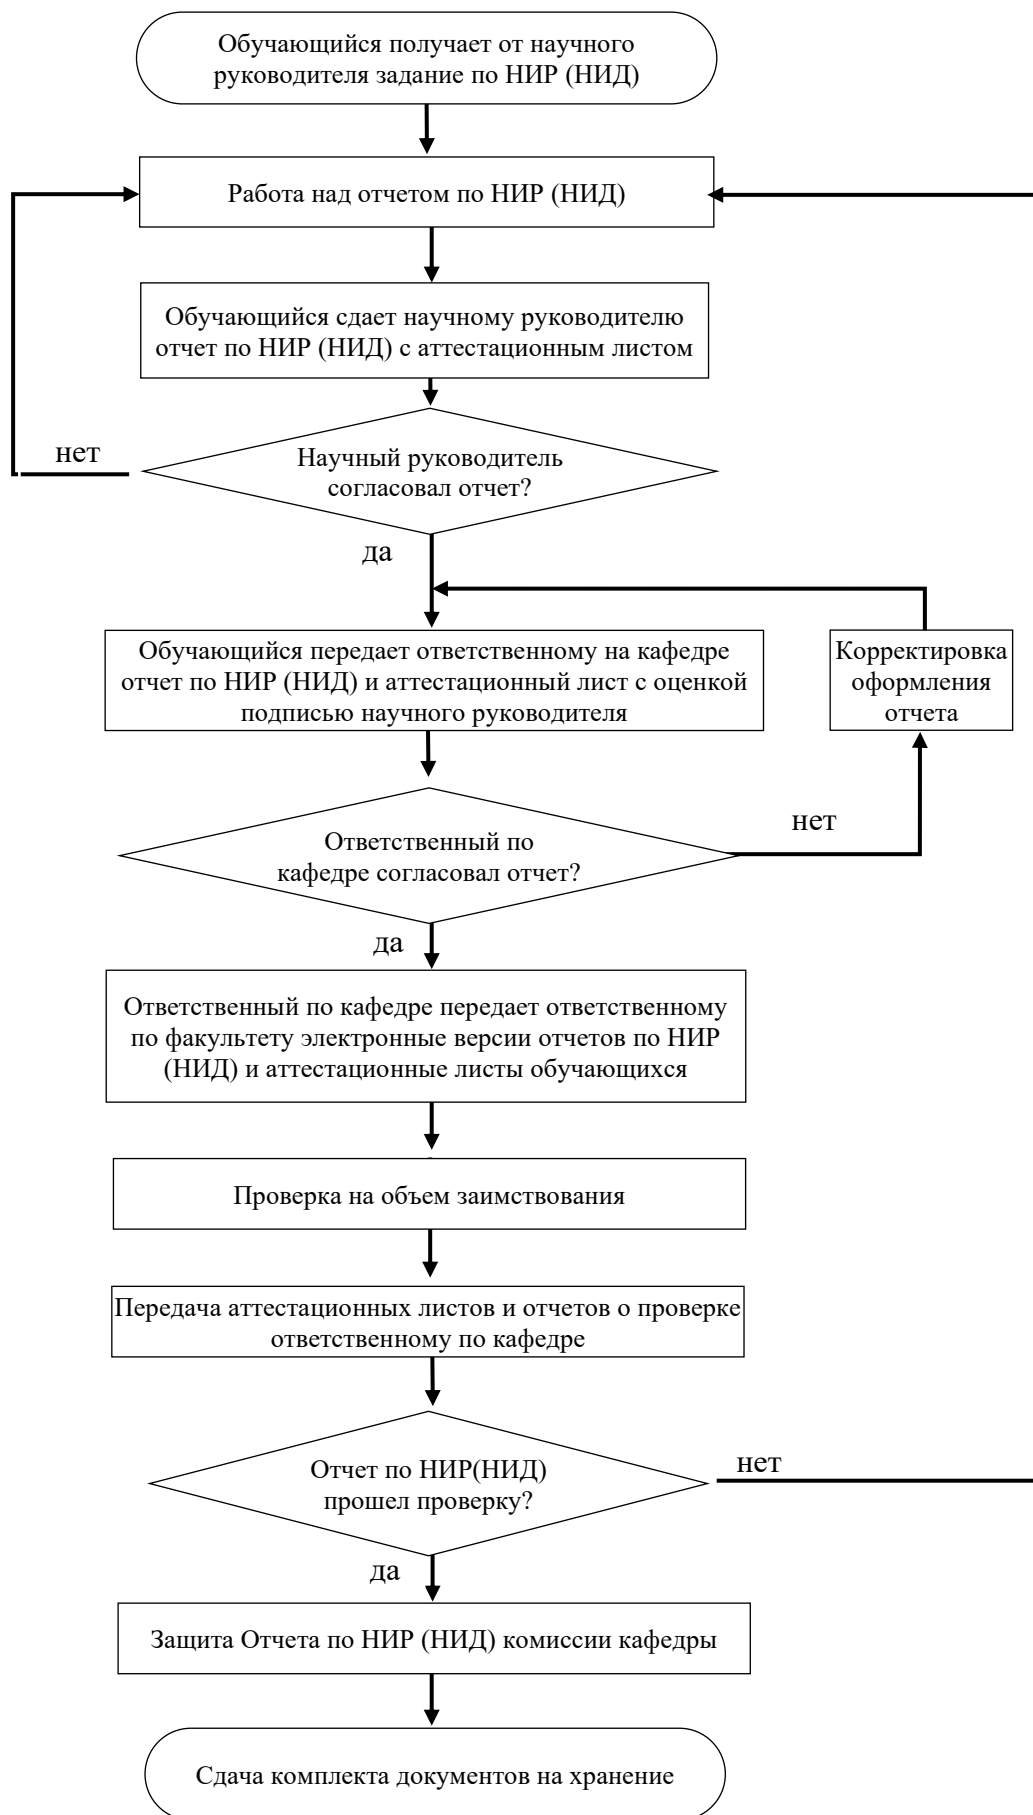 Обучающийся получает от научного
руководителя задание по НИР (НИД)
Работа над отчетом по НИР (НИД)
Обучающийся сдает научному руководителю
отчет по НИР (НИД) с аттестационным листом
нет
Научный руководитель
согласовал отчет?
да
Обучающийся передает ответственному на кафедре
отчет по НИР (НИД) и аттестационный лист с оценкой
подписью научного руководителя
Корректировка
оформления
отчета
нет
Ответственный по
кафедре согласовал отчет?
да
Ответственный по кафедре передает ответственному
по факультету электронные версии отчетов по НИР
(НИД) и аттестационные листы обучающихся
Проверка на объем заимствования
Передача аттестационных листов и отчетов о проверке
ответственному по кафедре
нет
Отчет по НИР(НИД)
прошел проверку?
да
Защита Отчета по НИР (НИД) комиссии кафедры
Сдача комплекта документов на хранение